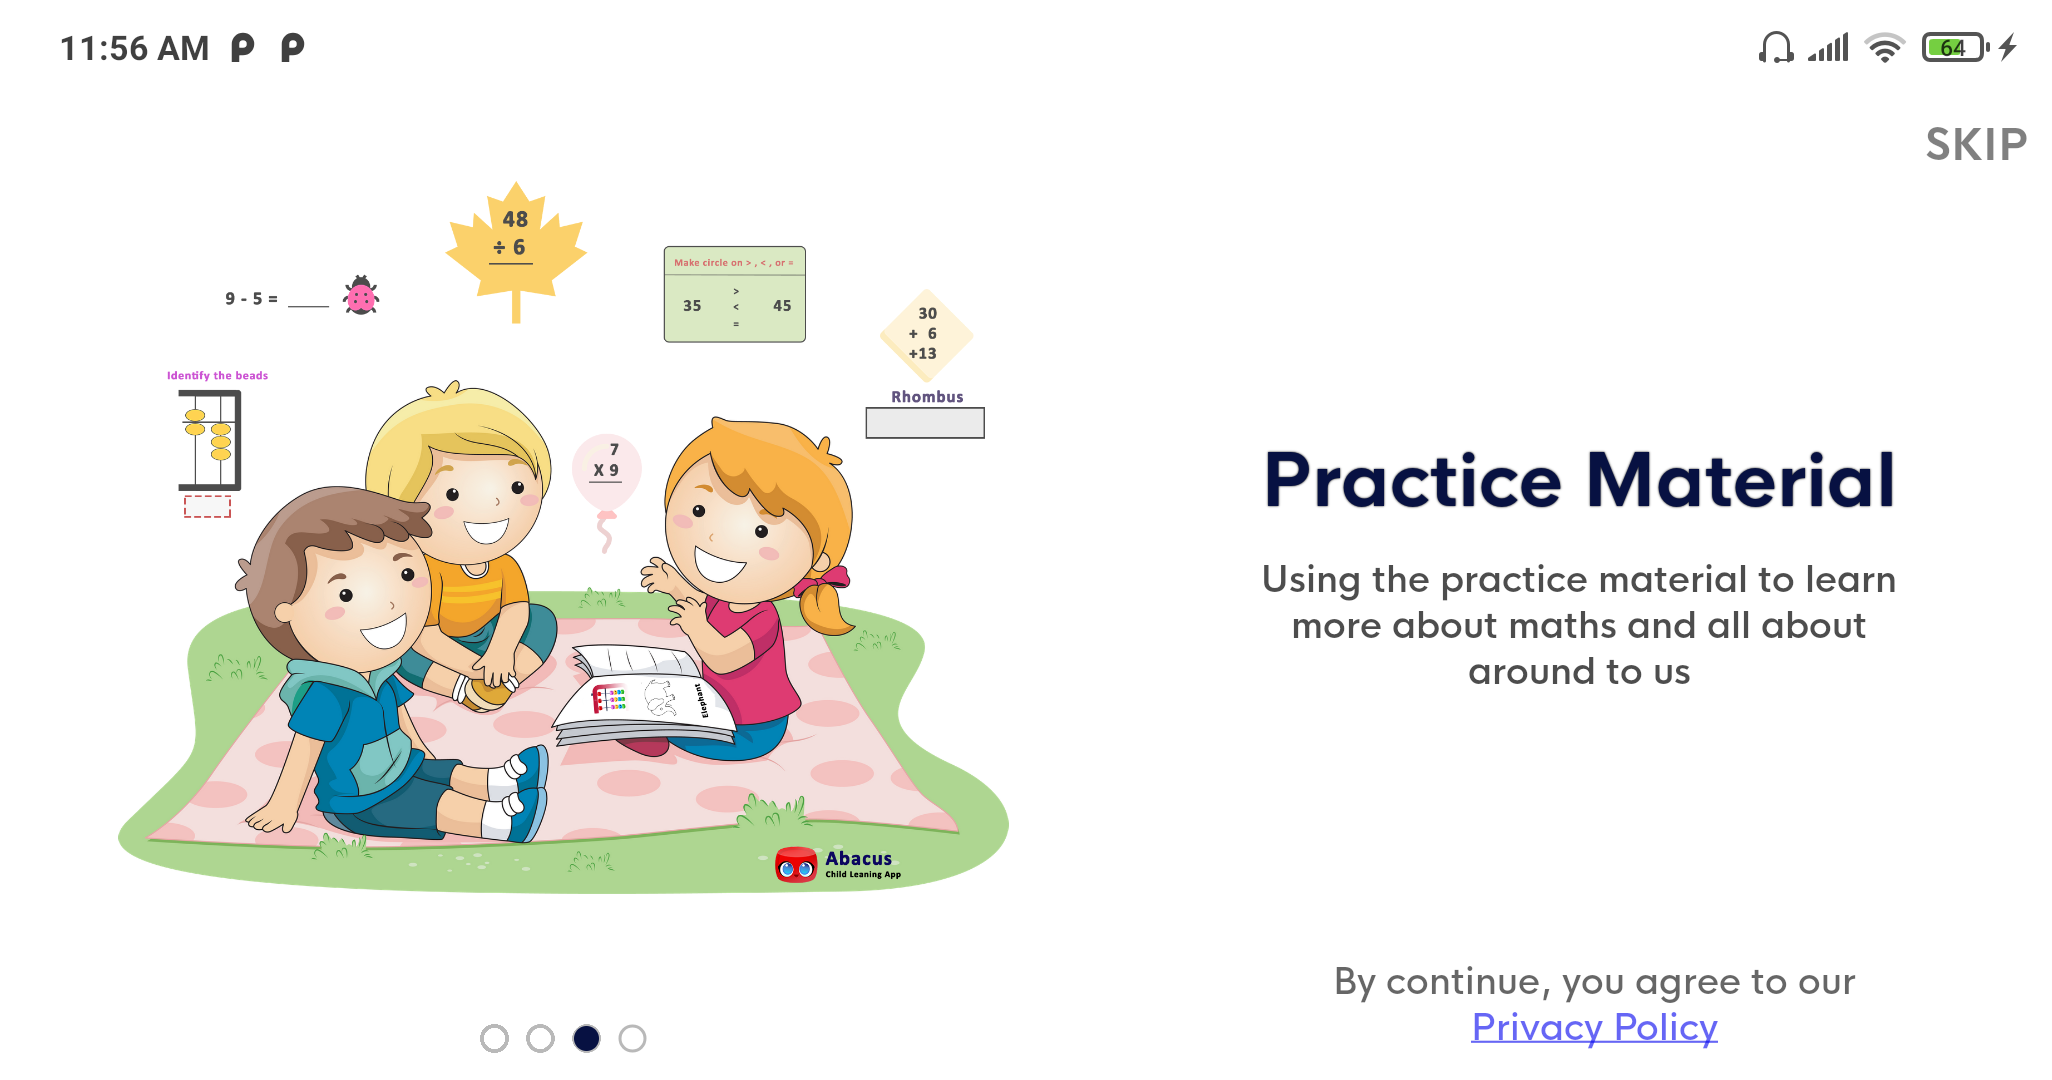 11:56 AM
64
SKIP
48
÷ 6
9 - 5 = ____
Make circle on > , < , or =
>
35 < 45
=
30
+ 6
+13
Rhombus
Identify the beads
7
X 9
Elephant
Abacus
Child Leaning App
Practice Material
Using the practice material to learn
more about maths and all about
around to us
By continue, you agree to our
Privacy Policy